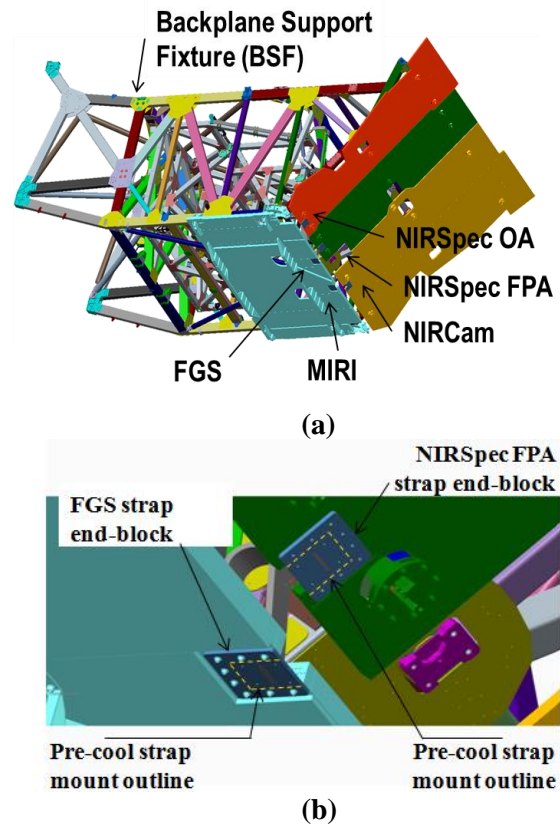 Backplane Support
Fixture (BSF)
NIRSpec OA
NIRSpec FPA
NIRCam
FGS
MIRI
(a)
NIRSpec FPA
strap end-block
FGS strap
end-block
Pre-cool strap
mount outline
Pre-cool strap
mount outline
(b)